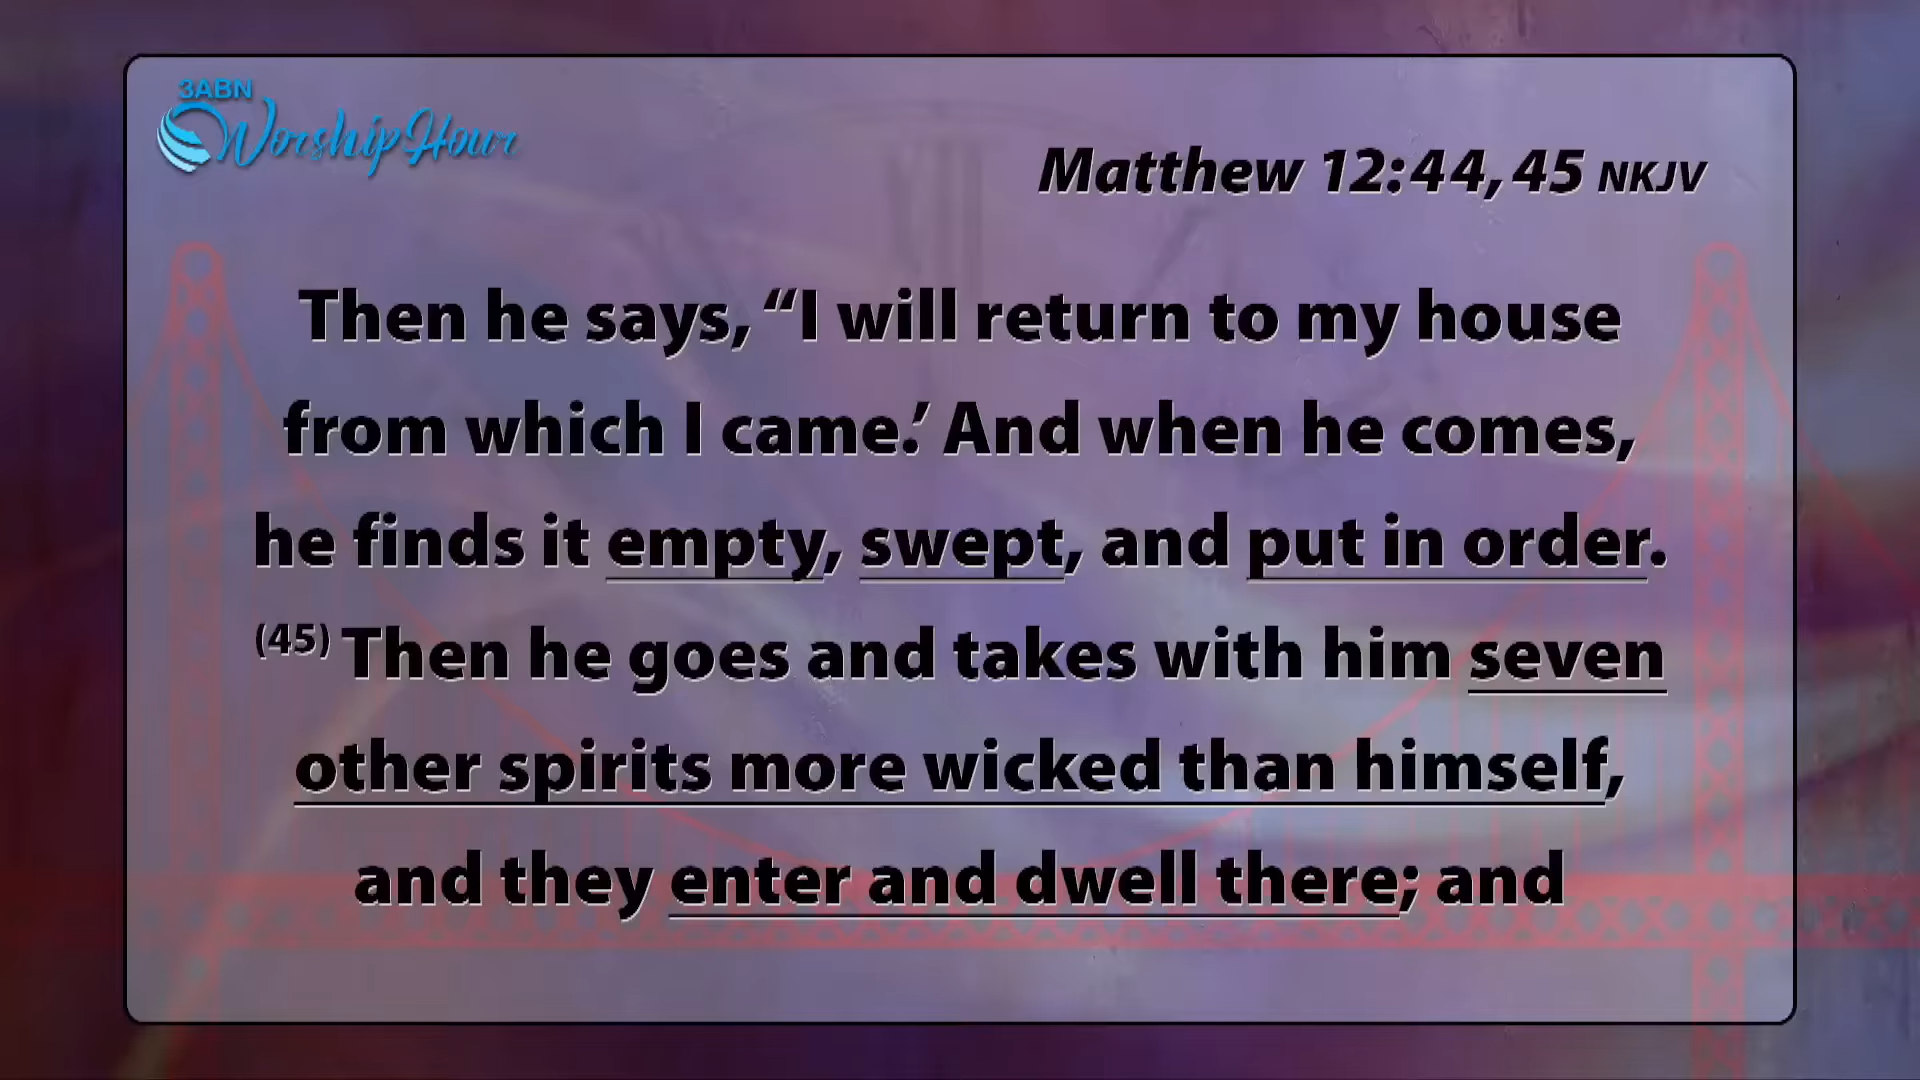 3ABN
Worship Hour
Matthew 12:44, 45 NKJV
Then he says, “I will return to my house
from which I came.’ And when he comes,
he finds it empty, swept, and put in order.
(45) Then he goes and takes with him seven
other spirits more wicked than himself,
and they enter and dwell there; and